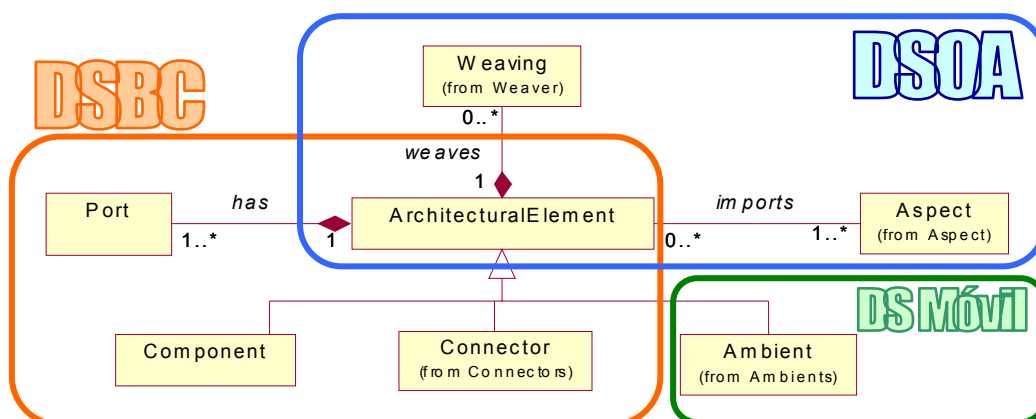 DSOA
Weaving
(from Weaver)
DSBC
0..*
weaves
1
has
imports
Port
ArchitecturalElement
Aspect
(from Aspect)
1..*
1
0..*
1..*
DS Móvil
Component
Connector
(from Connectors)
Ambient
(from Ambients)